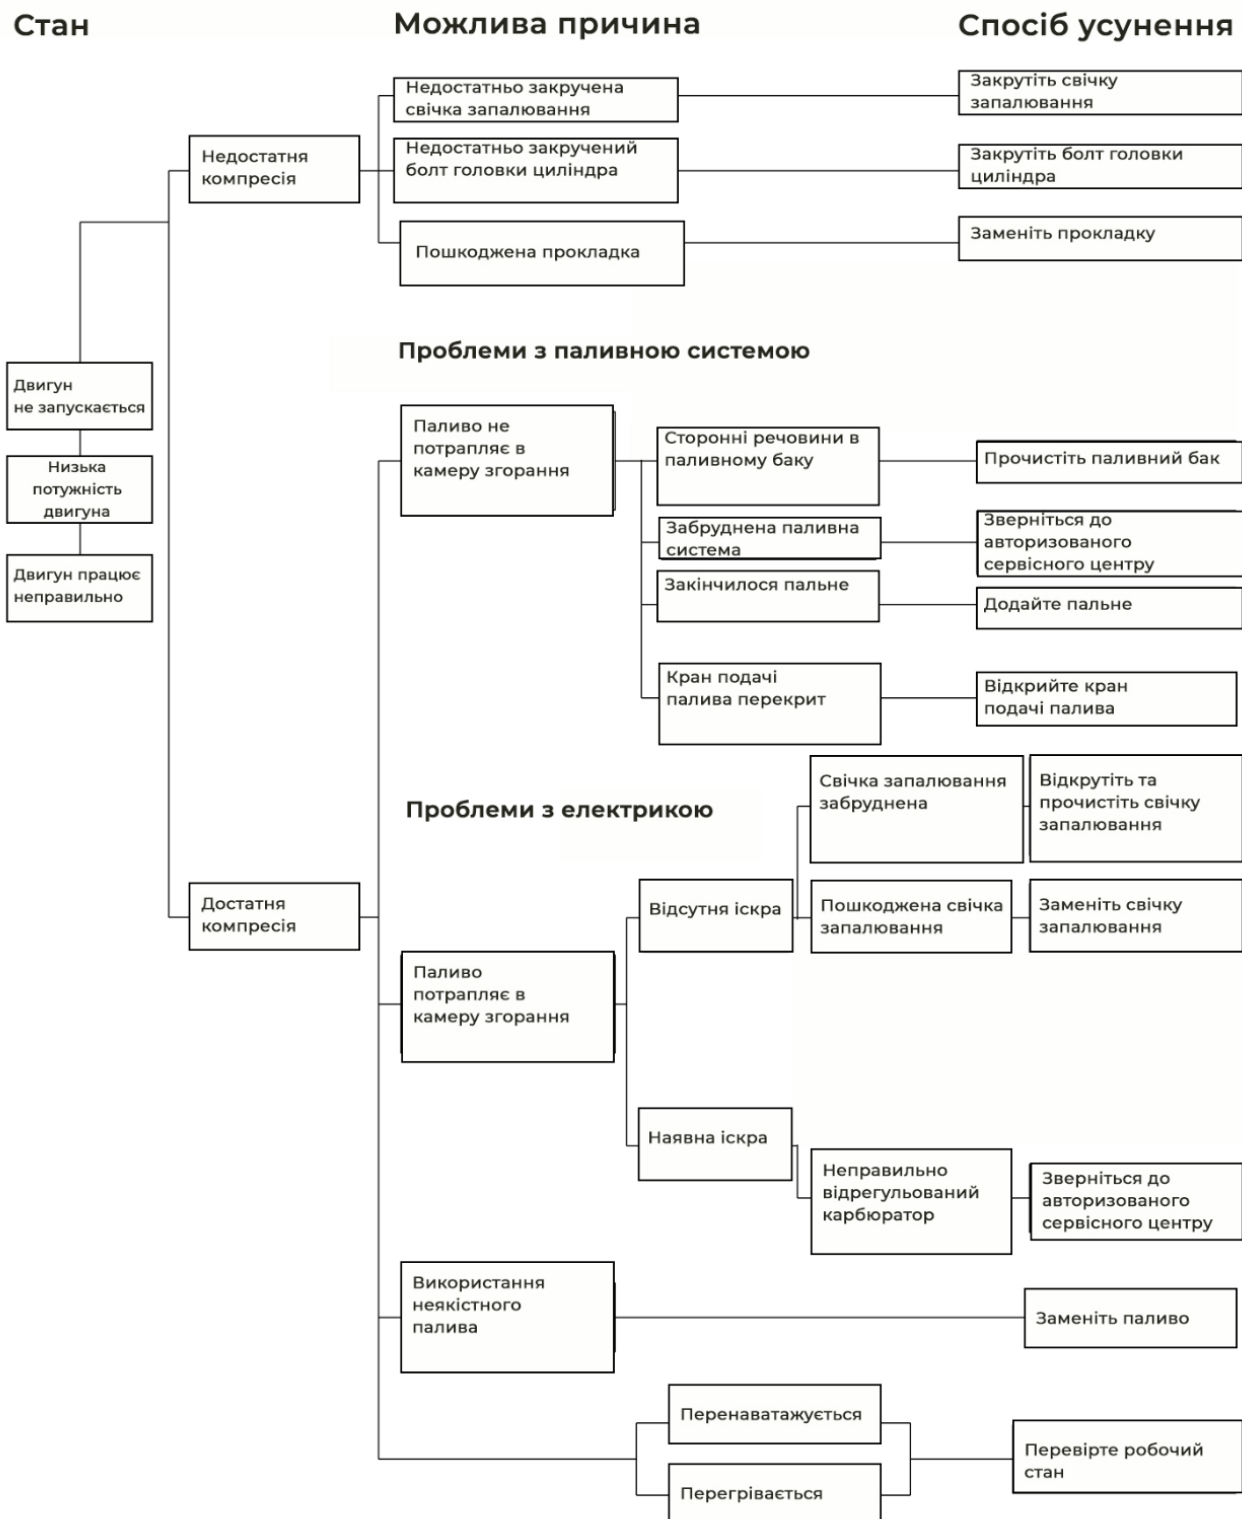 Стан
Можлива причина
Спосіб усунення
Недостатньо закручена
свічка запалювання
Закрутіть свічку
запалювання
Недостатня
компресія
Недостатньо закручений
болт головки циліндра
Закрутіть болт головки
циліндра
Пошкоджена прокладка
Заменіть прокладку
Проблеми з паливною системою
Двигун
не запускається
Низька
потужність
двигуна
Двигун працює
неправильно
Паливо не
потрапляє в
камеру згорання
Сторонні речовини в
паливному баку
Прочистіть паливний бак
Забруднена паливна
система
Зверніться до
авторизованого
сервісного центру
Закінчилося пальне
Додайте пальне
Кран подачі
палива перекрит
Відкрийте кран
подачі палива
Проблеми з електрикою
Свічка запалювання
забруднена
Відкрутіть та
прочистіть свічку
запалювання
Достатня
компресія
Відсутня іскра
Пошкоджена свічка
запалювання
Заменіть свічку
запалювання
Паливо
потрапляє в
камеру згорання
Наявна іскра
Неправильно
відрегульований
карбюратор
Зверніться до
авторизованого
сервісного центру
Використання
неякістного
палива
Заменіть паливо
Перенаватажується
Перегрівається
Перевірте робочий
стан